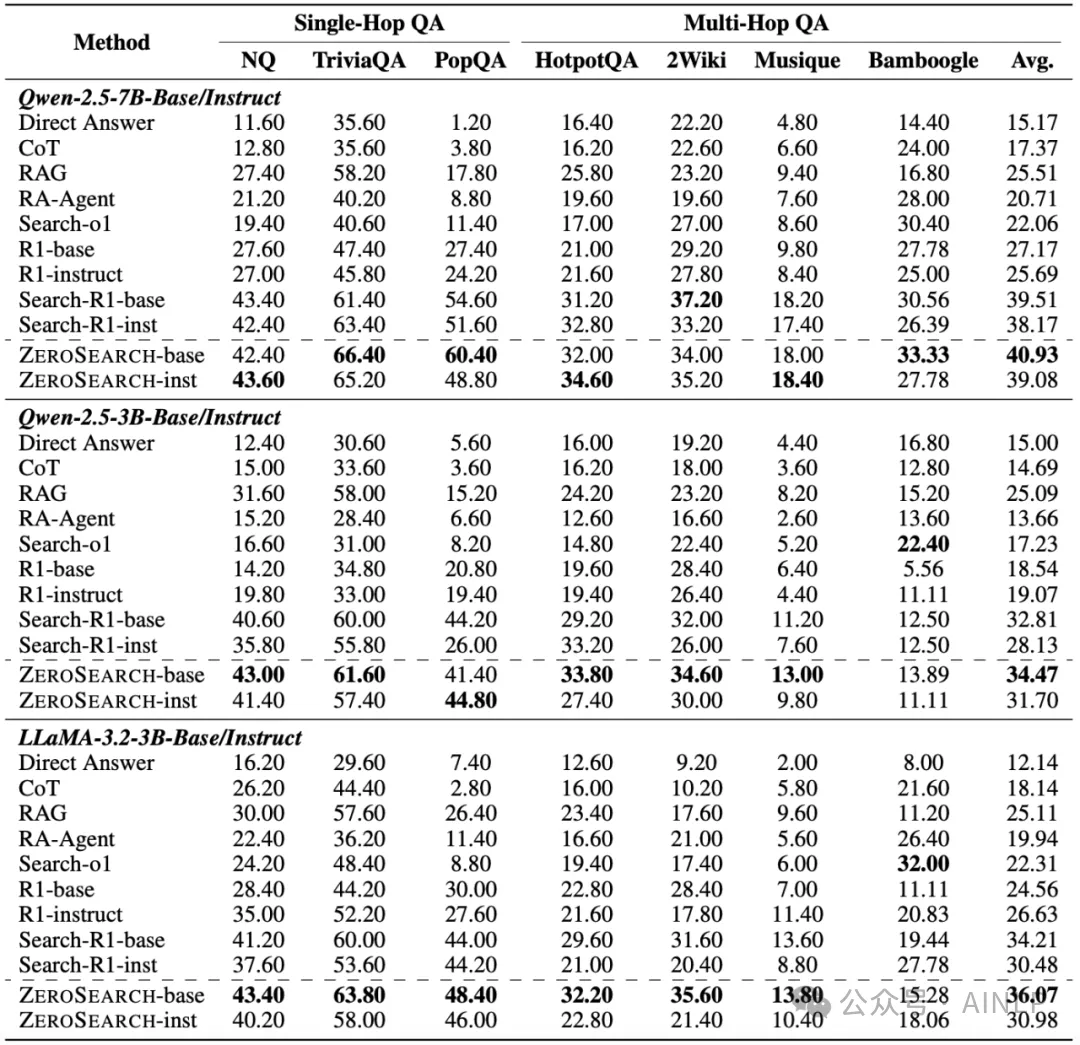 Method Single-Hop QA Multi-Hop QA
NQ TriviaQA PopQA HotpotQA 2Wiki Musique Bamboogle Avg.
Qwen-2.5-7B-Base/Instruct
Direct Answer 11.60 35.60 1.20 16.40 22.20 4.80 14.40 15.17
CoT 12.80 35.60 3.80 16.20 22.60 6.60 24.00 17.37
RAG 27.40 58.20 17.80 25.80 23.20 9.40 16.80 25.51
RA-Agent 21.20 40.20 8.80 19.60 19.60 7.60 28.00 20.71
Search-o1 19.40 40.60 11.40 17.00 27.00 8.60 30.40 22.06
R1-base 27.60 47.40 27.40 21.00 29.20 9.80 27.78 27.17
R1-instruct 27.00 45.80 24.20 21.60 27.80 8.40 25.00 25.69
Search-R1-base 43.40 61.40 54.60 31.20 37.20 18.20 30.56 39.51
Search-R1-inst 42.40 63.40 51.60 32.80 33.20 17.40 26.39 38.17
ZEROSEARCH-base 42.40 66.40 60.40 32.00 34.00 18.00 33.33 40.93
ZEROSEARCH-inst 43.60 65.20 48.80 34.60 35.20 18.40 27.78 39.08
Qwen-2.5-3B-Base/Instruct
Direct Answer 12.40 30.60 5.60 16.00 19.20 4.40 16.80 15.00
CoT 15.00 33.60 3.60 16.20 18.00 3.60 12.80 14.69
RAG 31.60 58.00 15.20 24.20 23.20 8.20 15.20 25.09
RA-Agent 15.20 28.40 6.60 12.60 16.60 2.60 13.60 13.66
Search-o1 16.60 31.00 8.20 14.80 22.40 5.20 22.40 17.23
R1-base 14.20 34.80 20.80 19.60 28.40 6.40 5.56 18.54
R1-instruct 19.80 33.00 19.40 19.40 26.40 4.40 11.11 19.07
Search-R1-base 40.60 60.00 44.20 29.20 32.00 11.20 12.50 32.81
Search-R1-inst 35.80 55.80 26.00 33.20 26.00 7.60 12.50 28.13
ZEROSEARCH-base 43.00 61.60 41.40 33.80 34.60 13.00 13.89 34.47
ZEROSEARCH-inst 41.40 57.40 44.80 27.40 30.00 9.80 11.11 31.70
LLaMA-3.2-3B-Base/Instruct
Direct Answer 16.20 29.60 7.40 12.60 9.20 2.00 8.00 12.14
CoT 26.20 44.40 2.80 16.00 10.20 5.80 21.60 18.14
RAG 30.00 57.60 26.40 23.40 17.60 9.60 11.20 25.11
RA-Agent 22.40 36.20 11.40 16.60 21.00 5.60 26.40 19.94
Search-o1 24.20 48.40 8.80 19.40 17.40 6.00 32.00 22.31
R1-base 28.40 44.20 30.00 22.80 28.40 7.00 11.11 24.56
R1-instruct 35.00 52.20 27.60 21.60 17.80 11.40 20.83 26.63
Search-R1-base 41.20 60.00 44.00 29.60 31.60 13.60 19.44 34.21
Search-R1-inst 37.60 53.60 44.20 21.00 20.40 8.80 27.78 30.48
ZEROSEARCH-base 43.40 63.80 48.40 32.20 35.60 13.80 15.28 36.07
ZEROSEARCH-inst 40.20 58.00 46.00 22.80 21.40 10.40 18.06 30.98
公众号 AINLP